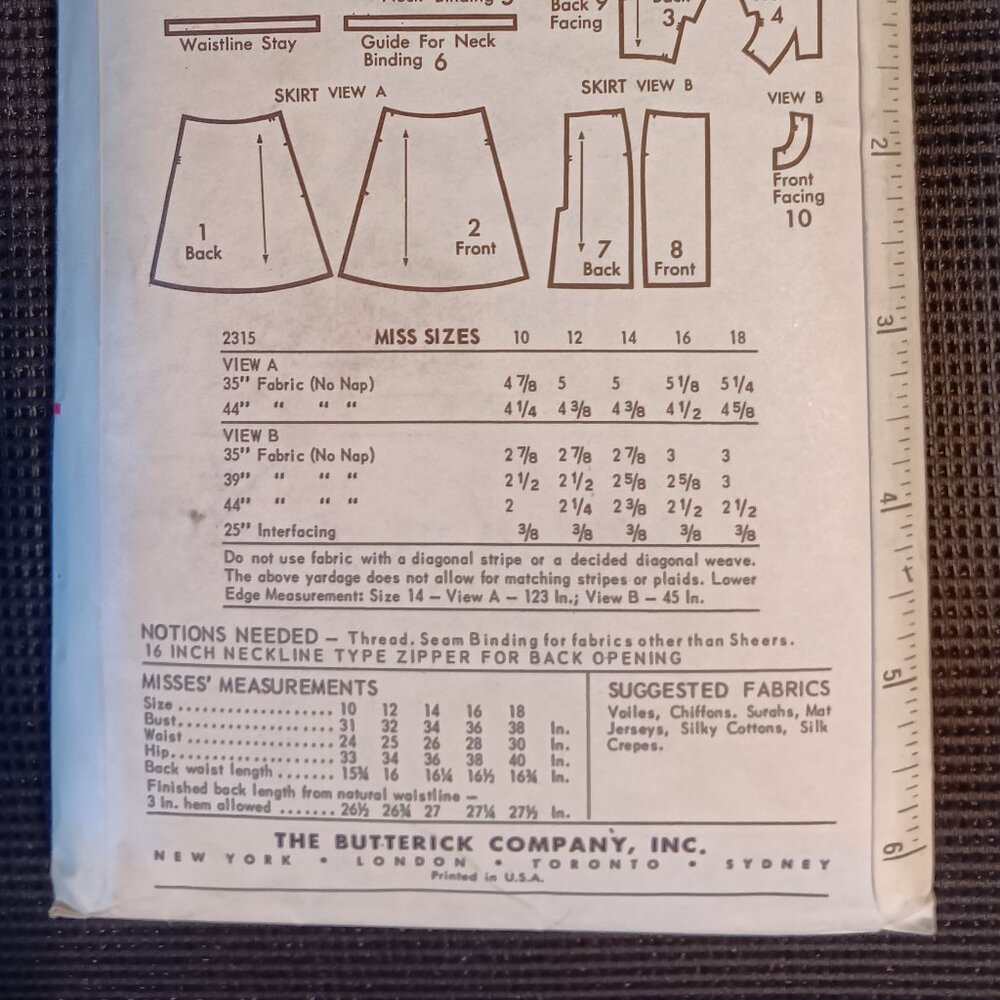 Back 9
Facing
3
4
Waistline Stay
Guide For Neck
Binding 6
SKIRT VIEW A
SKIRT VIEW B
VIEW B
1
Back
2
Front
7
Back
8
Front
Front
Facing
10
2315 MISS SIZES 10 12 14 16 18
VIEW A
35" Fabric (No Nap) 4 7/8 5 5 5 1/8 5 1/4
44" " " " 4 1/4 4 3/8 4 3/8 4 1/2 4 5/8
VIEW B
35" Fabric (No Nap) 2 7/8 2 7/8 2 7/8 3 3
39" " " " 2 1/2 2 1/2 2 5/8 2 5/8 3
44" " " " 2 2 1/4 2 3/8 2 1/2 2 1/2
25" Interfacing 3/8 3/8 3/8 3/8 3/8
Do not use fabric with a diagonal stripe or a decided diagonal weave.
The above yardage does not allow for matching stripes or plaids. Lower
Edge Measurement: Size 14 – View A – 123 In.; View B – 45 In.
NOTIONS NEEDED – Thread. Seam Binding for fabrics other than Sheers.
16 INCH NECKLINE TYPE ZIPPER FOR BACK OPENING
MISSES' MEASUREMENTS
Size .................... 10 12 14 16 18
Bust.................... 31 32 34 36 38 In.
Waist .................. 24 25 26 28 30 In.
Hip..................... 33 34 36 38 40 In.
Back waist length ....... 15¾ 16 16¼ 16½ 16¾ In.
Finished back length from natural waistline –
3 In. hem allowed ....... 26½ 26¾ 27 27¼ 27½ In.
SUGGESTED FABRICS
Voiles, Chiffons. Surahs, Mat
Jerseys, Silky Cottons, Silk
Crepes.
THE BUTTERICK COMPANY, INC.
NEW YORK • LONDON • TORONTO • SYDNEY
Printed in U.S.A.
2
3
4
5
6